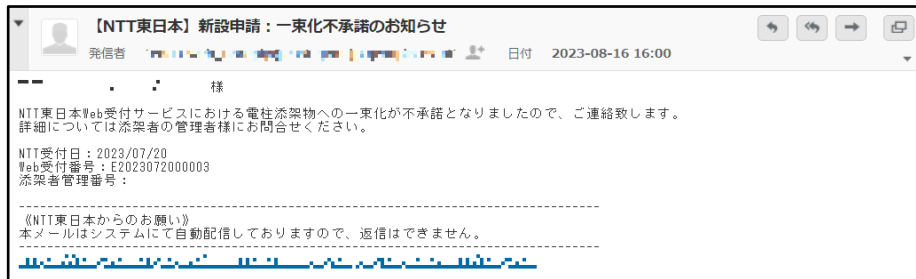 【NTT東日本】新設申請：一束化不承諾のお知らせ
発信者
日付 2023-08-16 16:00
様
NTT東日本Web受付サービスにおける電柱添架物への一束化が不承諾となりましたので、ご連絡致します。
詳細については添架者の管理者様にお問合せください。
NTT受付日：2023/07/20
Web受付番号：E2023072000003
添架者管理番号：
--------------------------------------------------------------------------
《NTT東日本からのお願い》
本メールはシステムにて自動配信しておりますので、返信はできません。
--------------------------------------------------------------------------